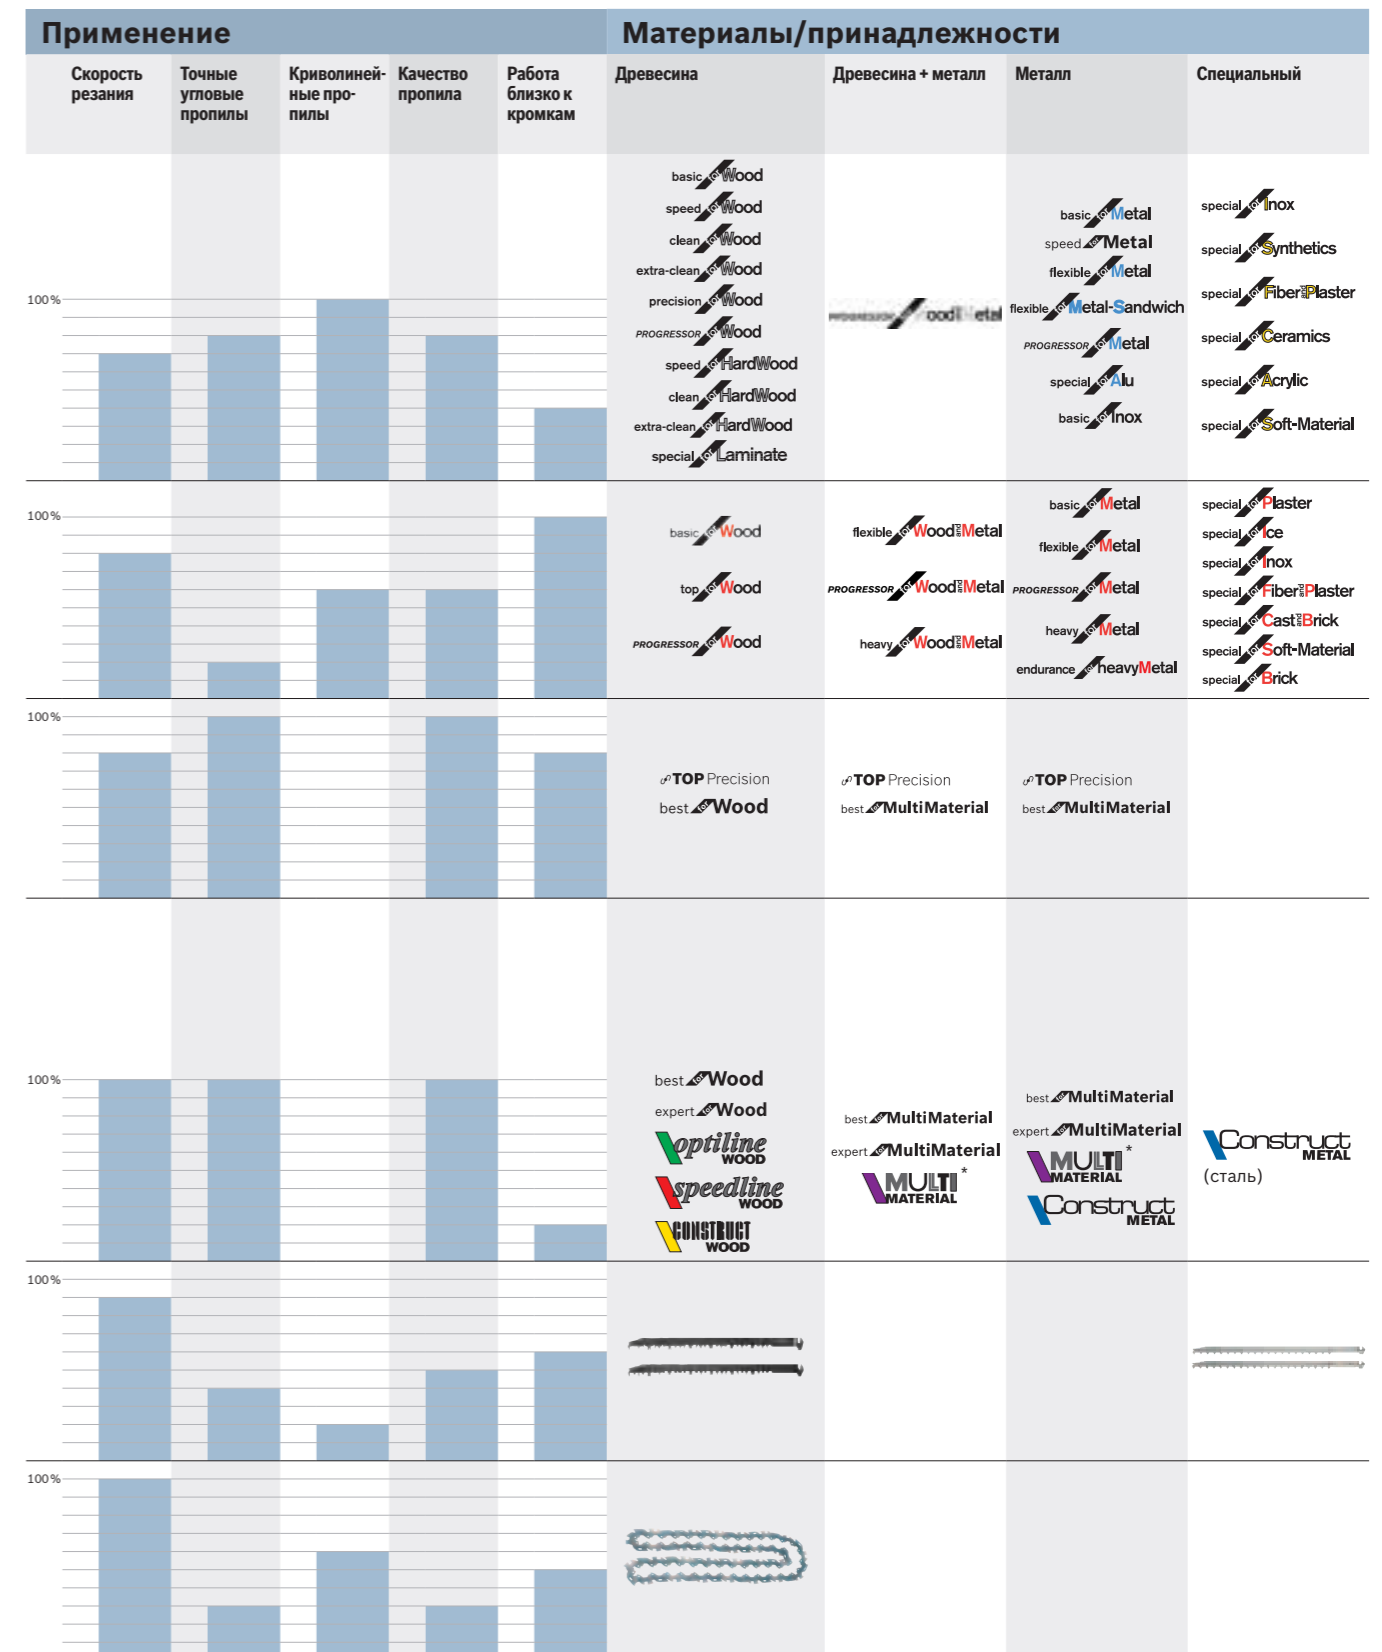 Применение
Материалы/принадлежности
Скорость
резания
Точные
угловые
пропилы
Криволиней-
ные про-
пилы
Качество
пропила
Работа
близко к
кромкам
Древесина
Древесина + металл
Металл
Специальный
100%
basic for Wood
speed for Wood
clean for Wood
extra-clean for Wood
precision for Wood
PROGRESSOR for Wood
speed for HardWood
clean for HardWood
extra-clean for HardWood
special for Laminate
basic for Metal
speed for Metal
flexible for Metal
flexible for Metal-Sandwich
PROGRESSOR for Metal
special for Alu
basic for Inox
special for Inox
special for Synthetics
special for Fiber and Plaster
special for Ceramics
special for Acrylic
special for Soft-Material
100%
basic for Wood
top for Wood
PROGRESSOR for Wood
flexible for Wood and Metal
PROGRESSOR for Wood and Metal
heavy for Wood and Metal
basic for Metal
flexible for Metal
PROGRESSOR for Metal
heavy for Metal
endurance for heavyMetal
special for Plaster
special for Ice
special for Inox
special for Fiber and Plaster
special for Cast and Brick
special for Soft-Material
special for Brick
100%
TOP Precision
best for Wood
TOP Precision
best for MultiMaterial
TOP Precision
best for MultiMaterial
100%
best for Wood
expert for Wood
optiline
WOOD
speedline
WOOD
CONSTRUCT
WOOD
best for MultiMaterial
expert for MultiMaterial
MULTI*
MATERIAL
best for MultiMaterial
expert for MultiMaterial
MULTI*
MATERIAL
Construct
METAL
Construct
METAL
(сталь)
100%
100%